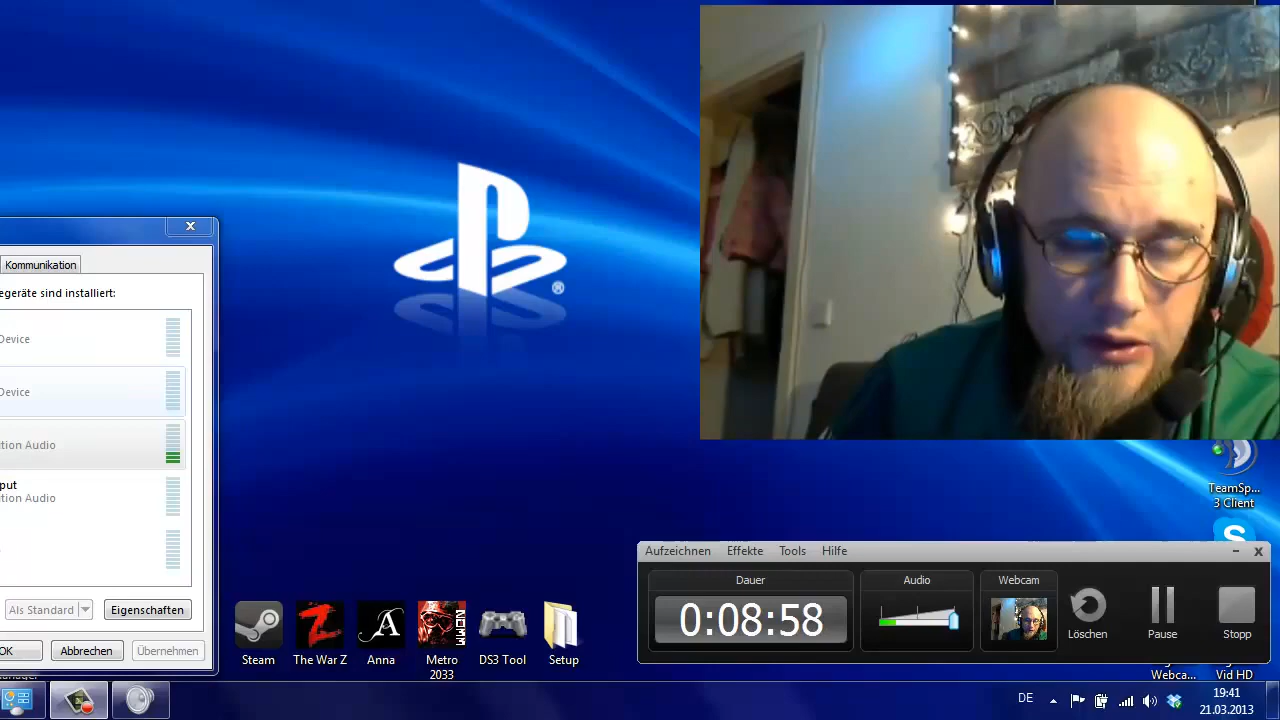 Kommunikation
egeräte sind installiert:
Device
Device
tion Audio
put
tion Audio
Als Standard
Eigenschaften
OK
Abbrechen
Übernehmen
®
Steam
The War Z
Anna
Metro
2033
DS3 Tool
Setup
TeamSp...
3 Client
Aufzeichnen
Effekte
Tools
Hilfe
Dauer
0:08:58
Audio
Webcam
Löschen
Pause
Stopp
Webca...
Vid HD
DE
19:41
21.03.2013